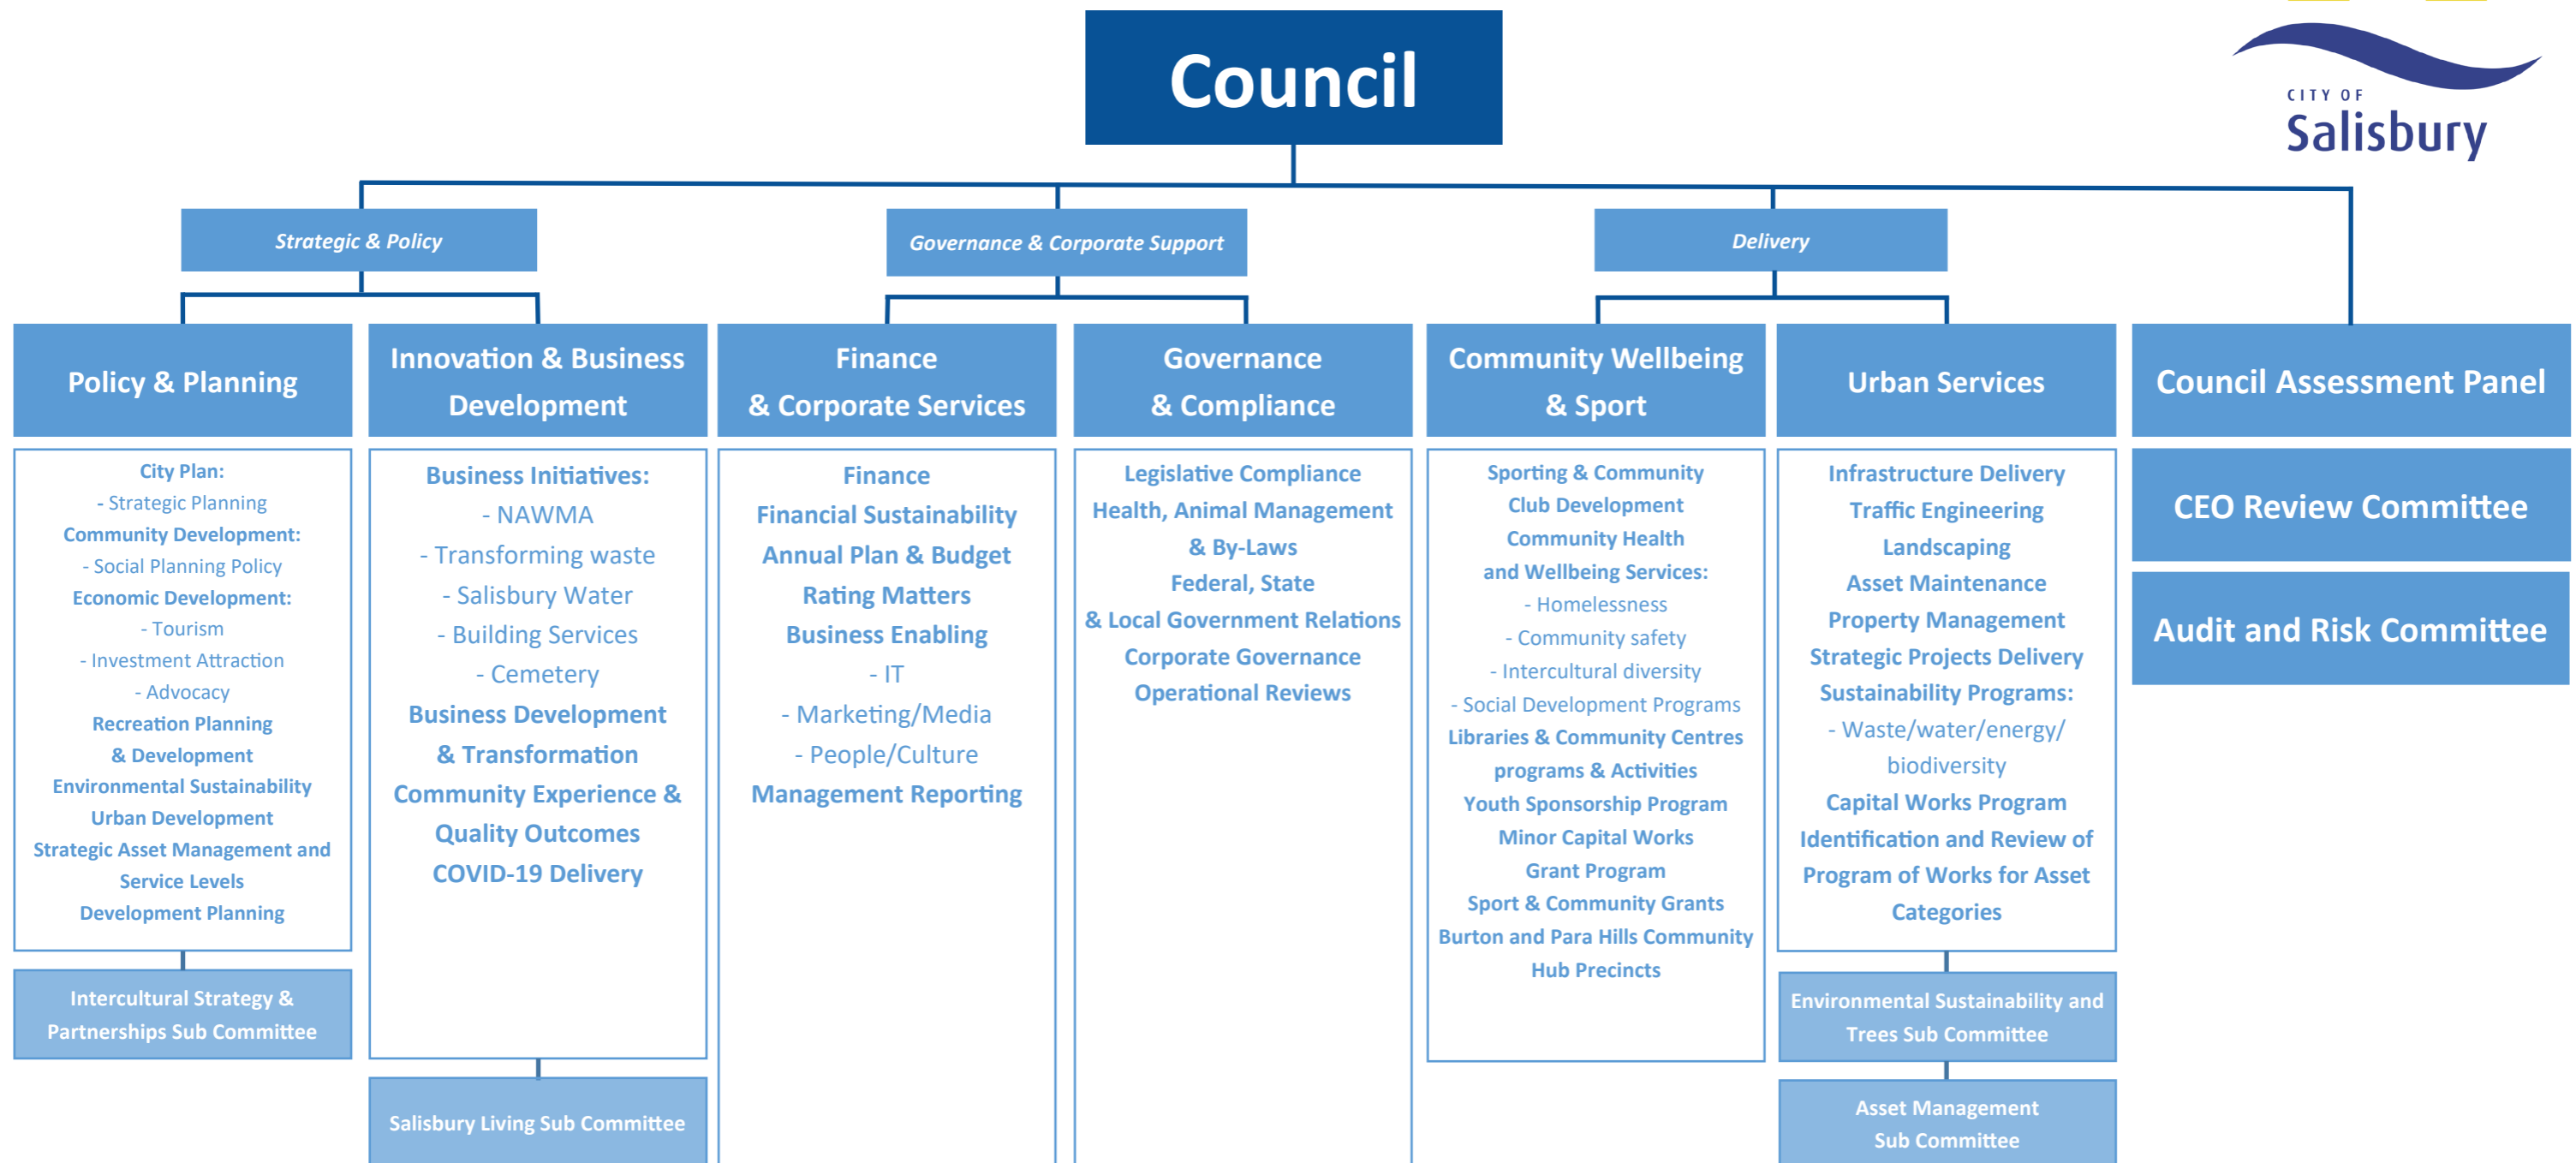 Council
CITY OF
Salisbury
Strategic & Policy
Governance & Corporate Support
Delivery
Policy & Planning
Innovation & Business
Development
Finance
& Corporate Services
Governance
& Compliance
Community Wellbeing
& Sport
Urban Services
Council Assessment Panel
City Plan:
- Strategic Planning
Community Development:
- Social Planning Policy
Economic Development:
- Tourism
- Investment Attraction
- Advocacy
Recreation Planning
& Development
Environmental Sustainability
Urban Development
Strategic Asset Management and
Service Levels
Development Planning
Intercultural Strategy &
Partnerships Sub Committee
Business Initiatives:
- NAWMA
- Transforming waste
- Salisbury Water
- Building Services
- Cemetery
Business Development
& Transformation
Community Experience &
Quality Outcomes
COVID-19 Delivery
Salisbury Living Sub Committee
Finance
Financial Sustainability
Annual Plan & Budget
Rating Matters
Business Enabling
- IT
- Marketing/Media
- People/Culture
Management Reporting
Legislative Compliance
Health, Animal Management
& By-Laws
Federal, State
& Local Government Relations
Corporate Governance
Operational Reviews
Sporting & Community
Club Development
Community Health
and Wellbeing Services:
- Homelessness
- Community safety
- Intercultural diversity
- Social Development Programs
Libraries & Community Centres
programs & Activities
Youth Sponsorship Program
Minor Capital Works
Grant Program
Sport & Community Grants
Burton and Para Hills Community
Hub Precincts
Infrastructure Delivery
Traffic Engineering
Landscaping
Asset Maintenance
Property Management
Strategic Projects Delivery
Sustainability Programs:
- Waste/water/energy/
biodiversity
Capital Works Program
Identification and Review of
Program of Works for Asset
Categories
Environmental Sustainability and
Trees Sub Committee
Asset Management
Sub Committee
CEO Review Committee
Audit and Risk Committee